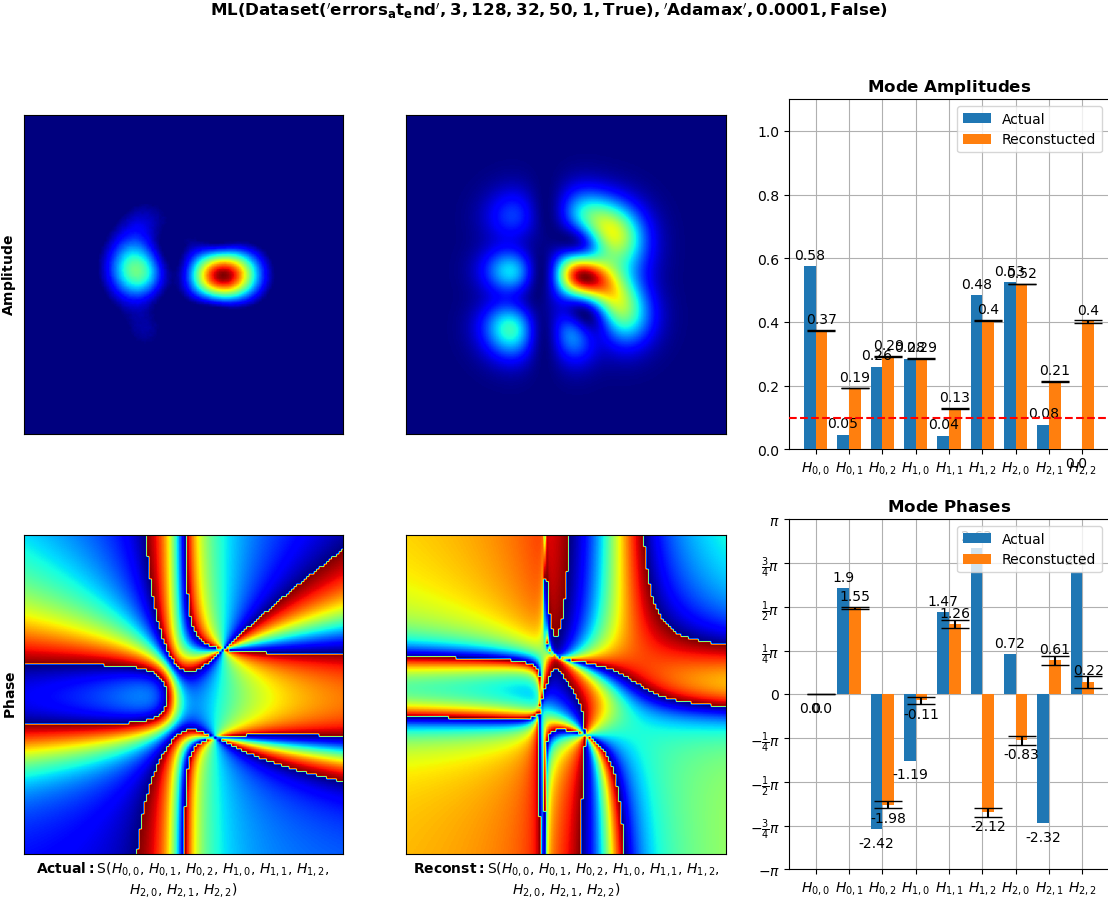 ML(Dataset('errors_at_end', 3, 128, 32, 50, 1, True), 'Adamax', 0.0001, False)
Amplitude
Mode Amplitudes
Actual
Reconstucted
1.0
0.8
0.6
0.4
0.2
0.0
0.58
0.37
0.05
0.19
0.26
0.29
0.28
0.29
0.04
0.13
0.48
0.4
0.53
0.52
0.08
0.21
0.0
0.4
H0,0 H0,1 H0,2 H1,0 H1,1 H1,2 H2,0 H2,1 H2,2
Phase
Actual: S(H0,0, H0,1, H0,2, H1,0, H1,1, H1,2,
H2,0, H2,1, H2,2)
Reconst: S(H0,0, H0,1, H0,2, H1,0, H1,1, H1,2,
H2,0, H2,1, H2,2)
Mode Phases
Actual
Reconstucted
π
3/4π
1/2π
1/4π
0
−1/4π
−1/2π
−3/4π
−π
0.0
0.0
1.9
1.55
-2.42
-1.98
-1.19
-0.11
1.47
1.26
-2.12
0.72
-0.83
-2.32
0.61
0.22
H0,0 H0,1 H0,2 H1,0 H1,1 H1,2 H2,0 H2,1 H2,2